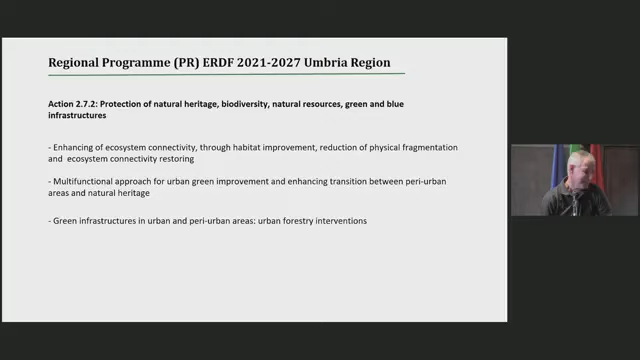 Regional Programme (PR) ERDF 2021-2027 Umbria Region
Action 2.7.2: Protection of natural heritage, biodiversity, natural resources, green and blue
infrastructures
- Enhancing of ecosystem connectivity, through habitat improvement, reduction of physical fragmentation
and ecosystem connectivity restoring
- Multifunctional approach for urban green improvement and enhancing transition between peri-urban
areas and natural heritage
- Green infrastructures in urban and peri-urban areas: urban forestry interventions